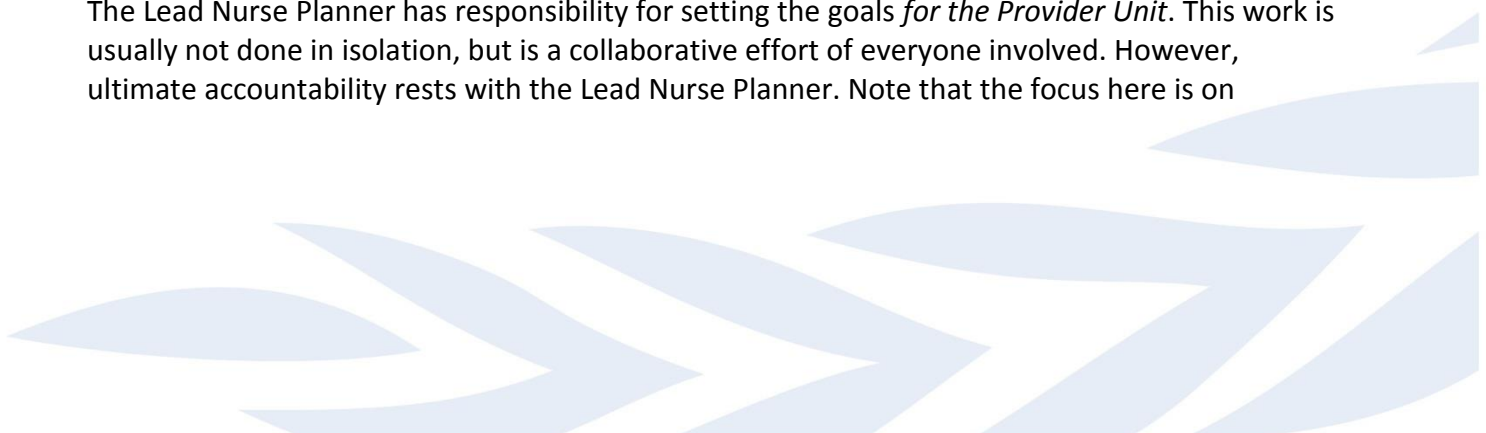 The Lead Nurse Planner has responsibility for setting the goals for the Provider Unit. This work is
usually not done in isolation, but is a collaborative effort of everyone involved. However,
ultimate accountability rests with the Lead Nurse Planner. Note that the focus here is on